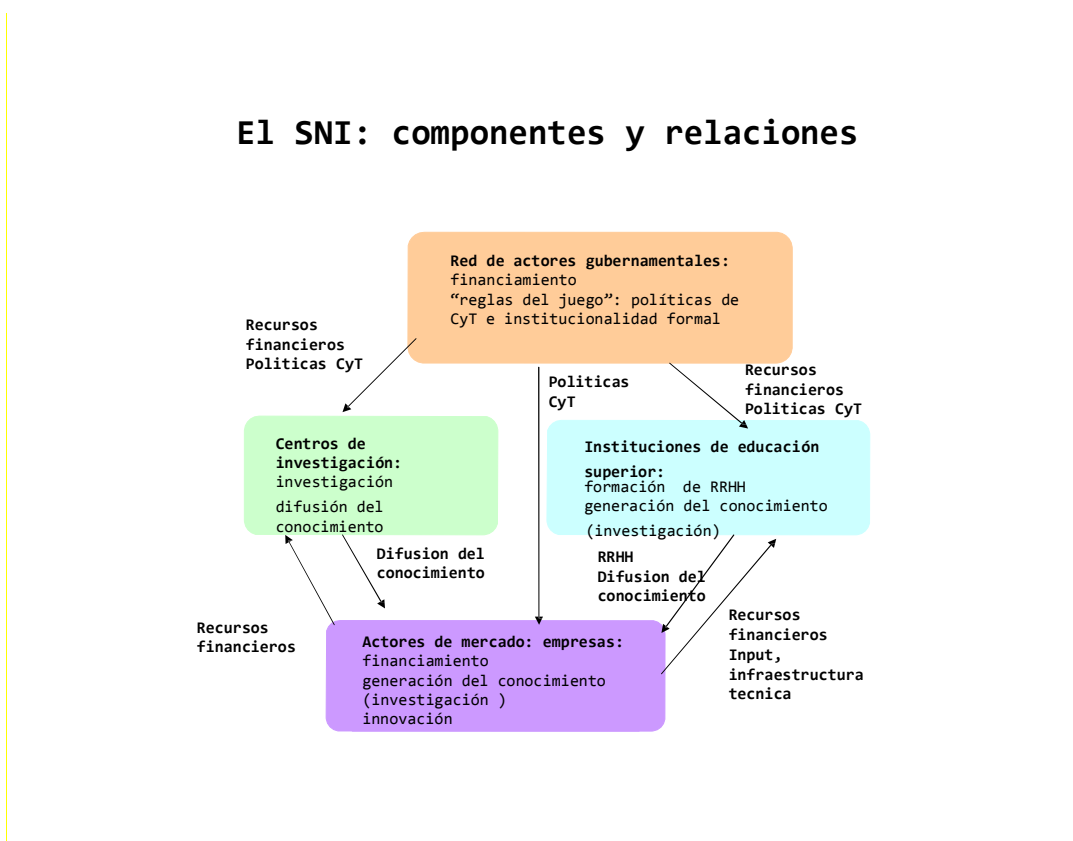 El SNI: componentes y relaciones
Red de actores gubernamentales:
financiamiento
“reglas del juego”: políticas de
CyT e institucionalidad formal
Recursos
financieros
Politicas CyT
Politicas
CyT
Recursos
financieros
Politicas CyT
Centros de
investigación:
investigación
difusión del
conocimiento
Instituciones de educación
superior:
formación  de RRHH
generación del conocimiento
(investigación)
Difusion del
conocimiento
RRHH
Difusion del
conocimiento
Recursos
financieros
Recursos
financieros
Input,
infraestructura
tecnica
Actores de mercado: empresas:
financiamiento
generación del conocimiento
(investigación )
innovación